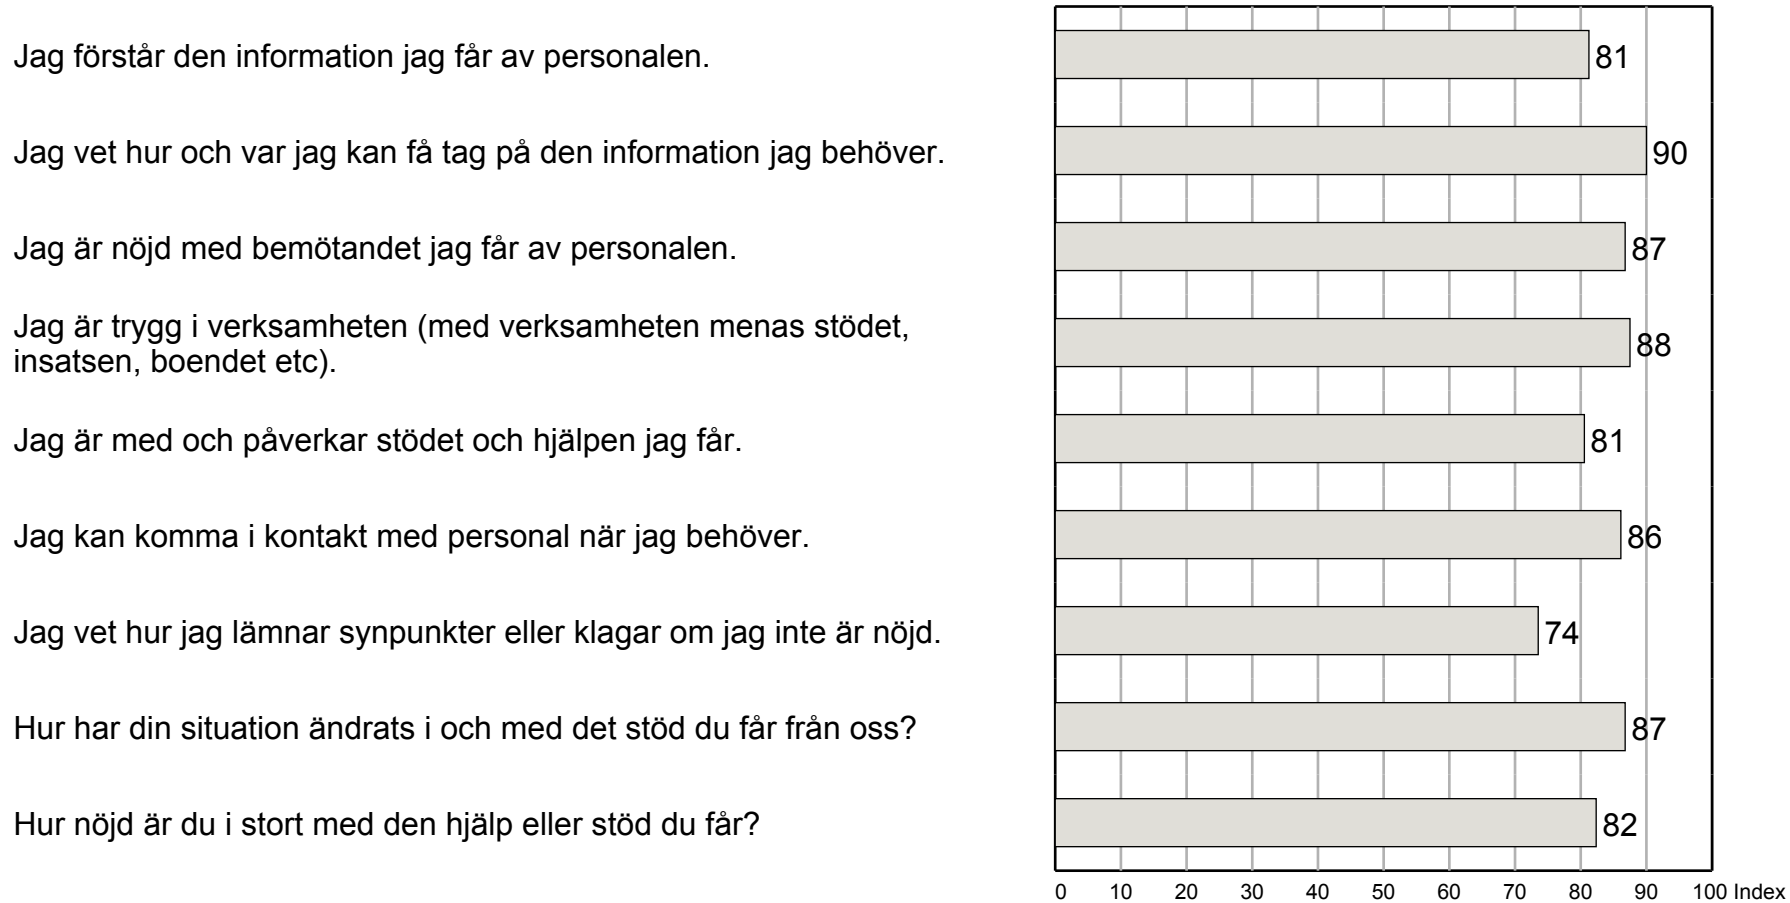 Jag förstår den information jag får av personalen.
81
Jag vet hur och var jag kan få tag på den information jag behöver.
90
Jag är nöjd med bemötandet jag får av personalen.
87
Jag är trygg i verksamheten (med verksamheten menas stödet,
insatsen, boendet etc).
88
Jag är med och påverkar stödet och hjälpen jag får.
81
Jag kan komma i kontakt med personal när jag behöver.
86
Jag vet hur jag lämnar synpunkter eller klagar om jag inte är nöjd.
74
Hur har din situation ändrats i och med det stöd du får från oss?
87
Hur nöjd är du i stort med den hjälp eller stöd du får?
82
0 10 20 30 40 50 60 70 80 90 100 Index